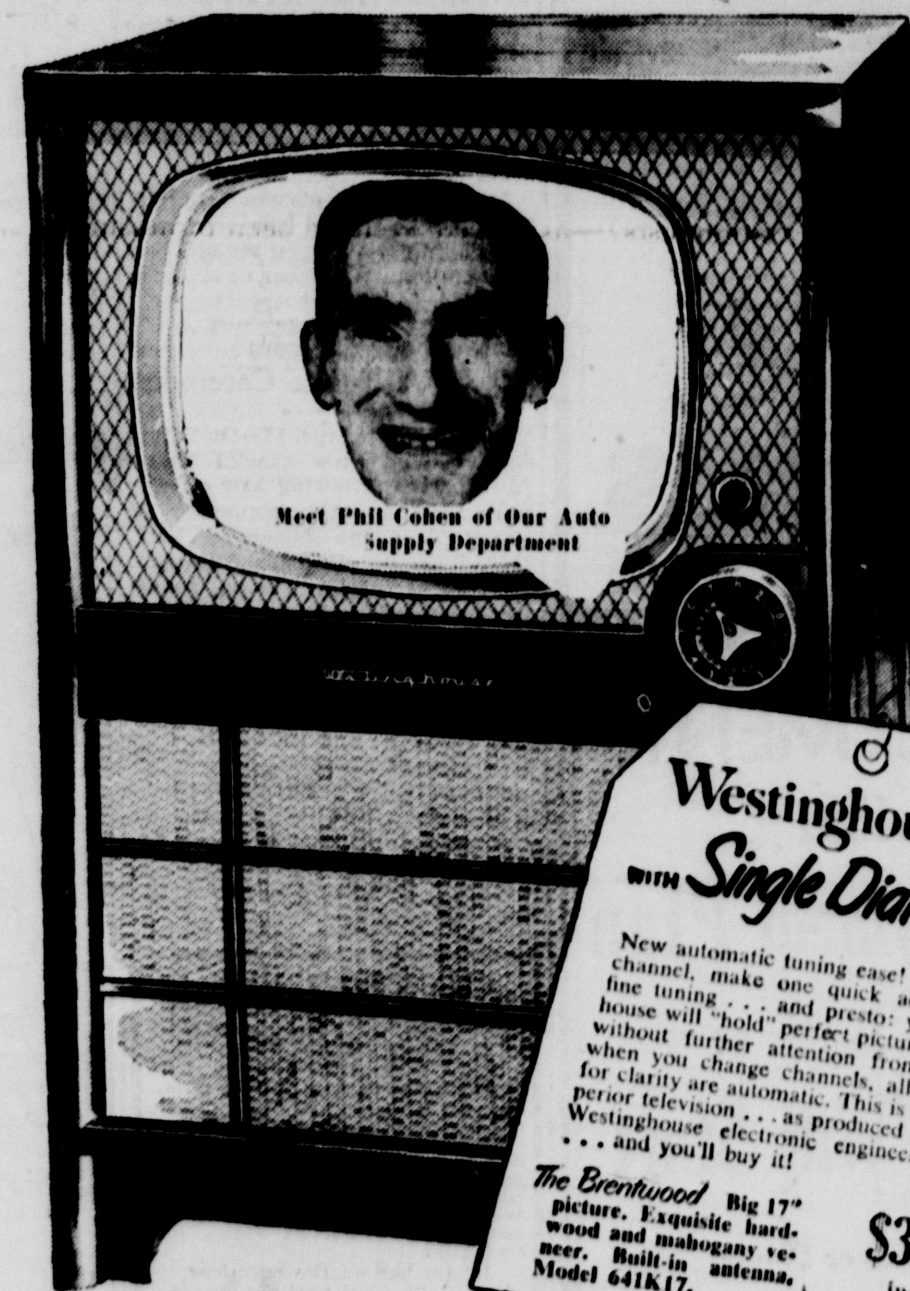 Meet Phil Cohen of Our Auto
Supply Department
Westinghou
WITH Single Dia
New automatic tuning ease!
channel, make one quick a
fine tuning . . . and presto:
house will "hold" perfect pictu
without further attention fron
when you change channels, all
for clarity are automatic. This is
perior television . . . as produced
Westinghouse electronic enginee
. . . and you'll buy it!
The Brentwood Big 17"
picture. Exquisite hard-
wood and mahogany ve-
neer. Built-in antenna.
Model 641K17.
$3